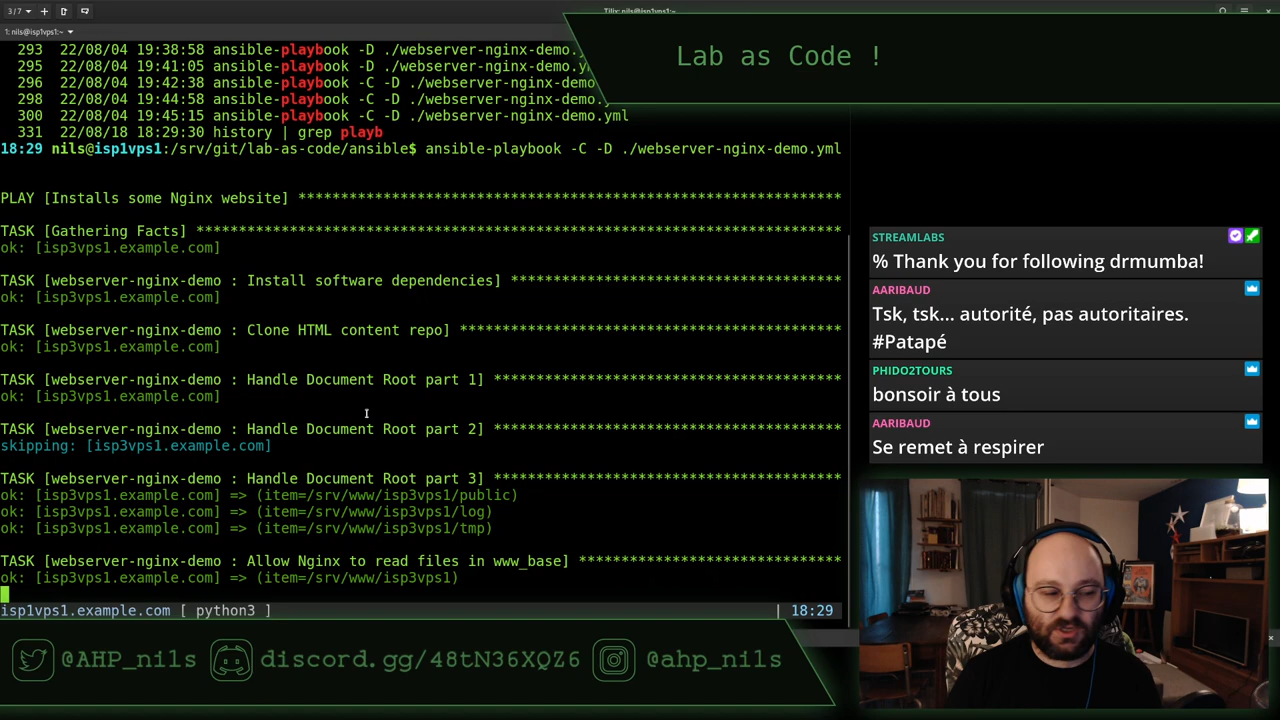 3/7
Tilix: nils@isp1vps1:~
1: nils@isp1vps1:~
Lab as Code !
293 22/08/04 19:38:58 ansible-playbook -D ./webserver-nginx-demo.
295 22/08/04 19:41:05 ansible-playbook -D ./webserver-nginx-demo.ym
296 22/08/04 19:42:38 ansible-playbook -C -D ./webserver-nginx-demo.
298 22/08/04 19:44:58 ansible-playbook -C -D ./webserver-nginx-demo.y
300 22/08/04 19:45:15 ansible-playbook -C -D ./webserver-nginx-demo.yml
331 22/08/18 18:29:30 history | grep playb
18:29 nils@isp1vps1:/srv/git/lab-as-code/ansible$ ansible-playbook -C -D ./webserver-nginx-demo.yml
PLAY [Installs some Nginx website] ****************************************************************
TASK [Gathering Facts] ****************************************************************************
ok: [isp3vps1.example.com]
TASK [webserver-nginx-demo : Install software dependencies] ***************************************
ok: [isp3vps1.example.com]
TASK [webserver-nginx-demo : Clone HTML content repo] *********************************************
ok: [isp3vps1.example.com]
TASK [webserver-nginx-demo : Handle Document Root part 1] *****************************************
ok: [isp3vps1.example.com]
TASK [webserver-nginx-demo : Handle Document Root part 2] *****************************************
skipping: [isp3vps1.example.com]
TASK [webserver-nginx-demo : Handle Document Root part 3] *****************************************
ok: [isp3vps1.example.com] => (item=/srv/www/isp3vps1/public)
ok: [isp3vps1.example.com] => (item=/srv/www/isp3vps1/log)
ok: [isp3vps1.example.com] => (item=/srv/www/isp3vps1/tmp)
TASK [webserver-nginx-demo : Allow Nginx to read files in www_base] *******************************
ok: [isp3vps1.example.com] => (item=/srv/www/isp3vps1)
isp1vps1.example.com [ python3 ] | 18:29
STREAMLABS
% Thank you for following drmumba!
AARIBAUD
Tsk, tsk... autorité, pas autoritaires.
#Patapé
PHIDO2TOURS
bonsoir à tous
AARIBAUD
Se remet à respirer
@AHP_nils
discord.gg/48tN36XQZ6
@ahp_nils